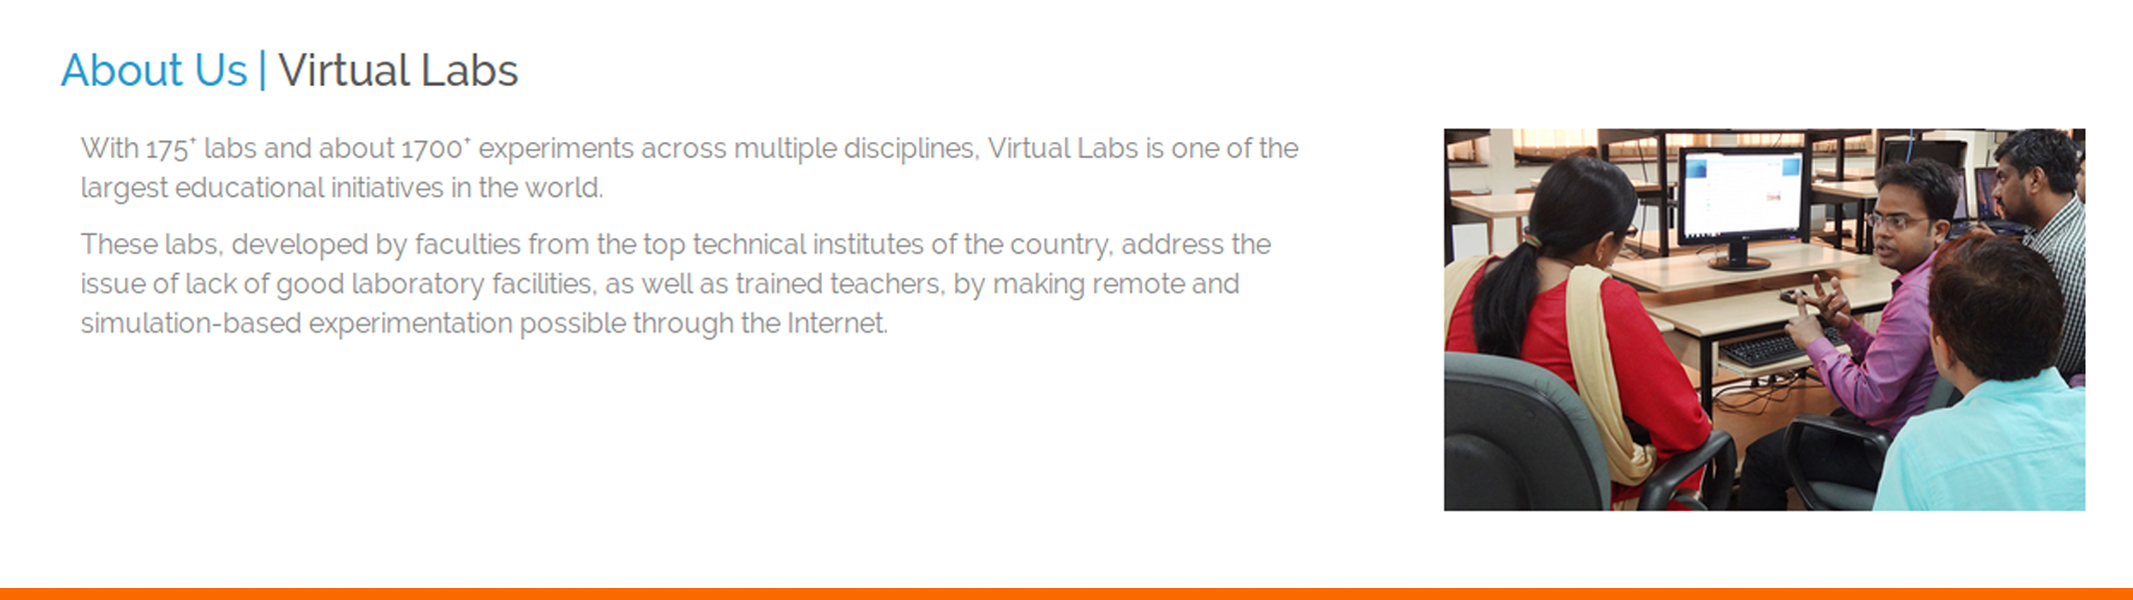 About Us | Virtual Labs
With 175⁺ labs and about 1700⁺ experiments across multiple disciplines, Virtual Labs is one of the
largest educational initiatives in the world.
These labs, developed by faculties from the top technical institutes of the country, address the
issue of lack of good laboratory facilities, as well as trained teachers, by making remote and
simulation-based experimentation possible through the Internet.